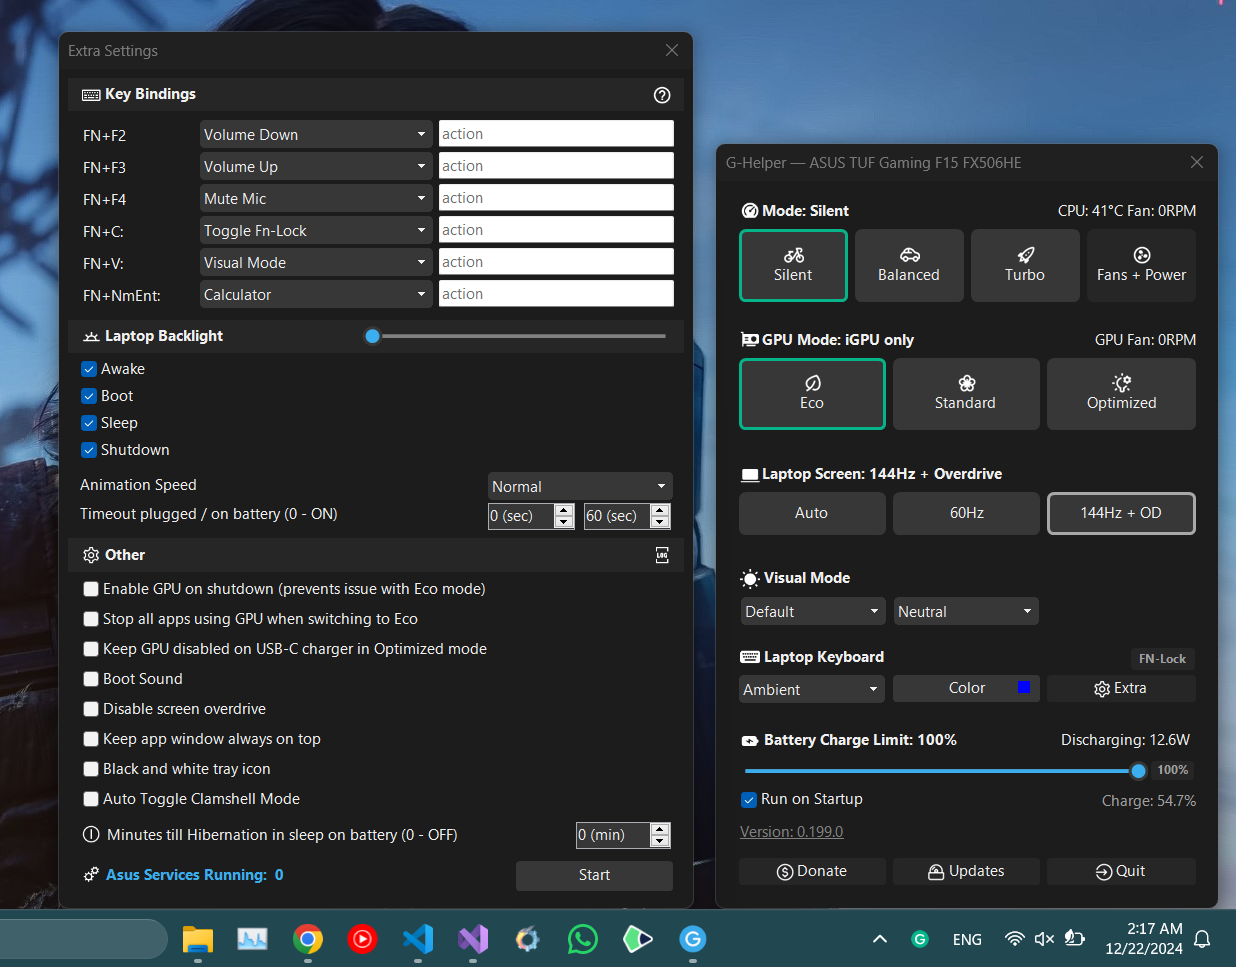 Extra Settings
Key Bindings
FN+F2
Volume Down
action
FN+F3
Volume Up
action
FN+F4
Mute Mic
action
FN+C:
Toggle Fn-Lock
action
FN+V:
Visual Mode
action
FN+NmEnt:
Calculator
action
Laptop Backlight
Awake
Boot
Sleep
Shutdown
Animation Speed
Normal
Timeout plugged / on battery (0 - ON)
0 (sec)
60 (sec)
Other
LOG
Enable GPU on shutdown (prevents issue with Eco mode)
Stop all apps using GPU when switching to Eco
Keep GPU disabled on USB-C charger in Optimized mode
Boot Sound
Disable screen overdrive
Keep app window always on top
Black and white tray icon
Auto Toggle Clamshell Mode
Minutes till Hibernation in sleep on battery (0 - OFF)
0 (min)
Asus Services Running: 0
Start
G-Helper — ASUS TUF Gaming F15 FX506HE
Mode: Silent
CPU: 41°C Fan: 0RPM
Silent
Balanced
Turbo
Fans + Power
GPU Mode: iGPU only
GPU Fan: 0RPM
Eco
Standard
Optimized
Laptop Screen: 144Hz + Overdrive
Auto
60Hz
144Hz + OD
Visual Mode
Default
Neutral
Laptop Keyboard
FN-Lock
Ambient
Color
Extra
Battery Charge Limit: 100%
Discharging: 12.6W
100%
Run on Startup
Charge: 54.7%
Version: 0.199.0
Donate
Updates
Quit
ENG
2:17 AM
12/22/2024